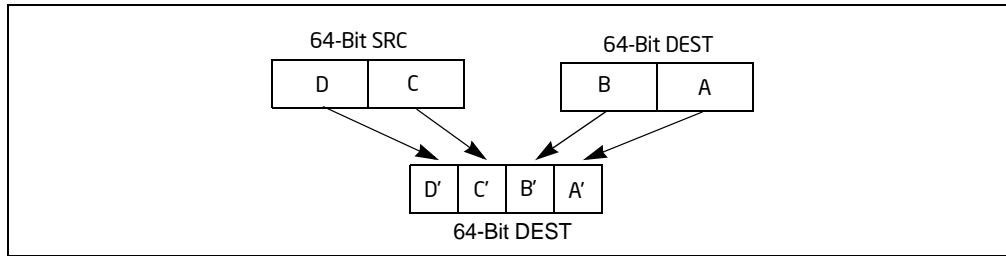 64-Bit SRC 64-Bit DEST
D C B A
D’ C’ B’ A’
64-Bit DEST